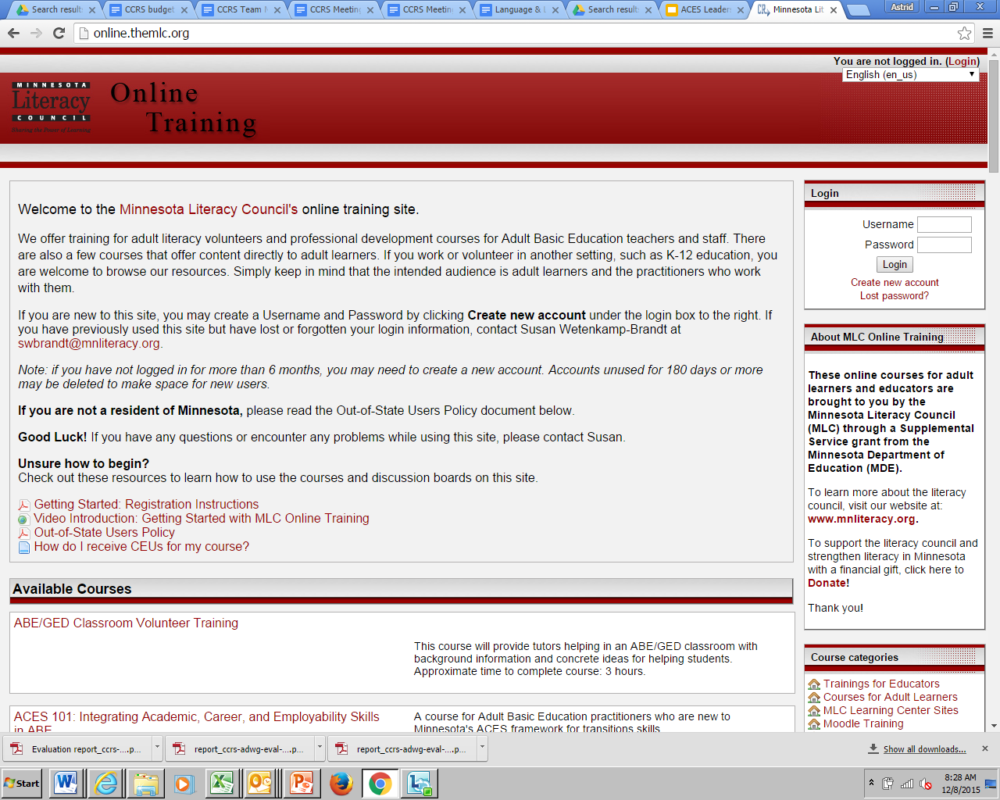 Search result
CCRS budget
CCRS Team M
CCRS Meeting
CCRS Meetin
Language & L
Search result
ACES Leader
Minnesota Lit
Astrid
online.themlc.org
You are not logged in. (Login)
English (en_us)
MINNESOTA
Literacy
COUNCIL
Sharing the Power of Learning
Online
Training
Welcome to the Minnesota Literacy Council's online training site.
We offer training for adult literacy volunteers and professional development courses for Adult Basic Education teachers and staff. There
are also a few courses that offer content directly to adult learners. If you work or volunteer in another setting, such as K-12 education, you
are welcome to browse our resources. Simply keep in mind that the intended audience is adult learners and the practitioners who work
with them.
If you are new to this site, you may create a Username and Password by clicking Create new account under the login box to the right. If
you have previously used this site but have lost or forgotten your login information, contact Susan Wetenkamp-Brandt at
swbrandt@mnliteracy.org.
Note: if you have not logged in for more than 6 months, you may need to create a new account. Accounts unused for 180 days or more
may be deleted to make space for new users.
If you are not a resident of Minnesota, please read the Out-of-State Users Policy document below.
Good Luck! If you have any questions or encounter any problems while using this site, please contact Susan.
Unsure how to begin?
Check out these resources to learn how to use the courses and discussion boards on this site.
Getting Started: Registration Instructions
Video Introduction: Getting Started with MLC Online Training
Out-of-State Users Policy
How do I receive CEUs for my course?
Available Courses
ABE/GED Classroom Volunteer Training
This course will provide tutors helping in an ABE/GED classroom with
background information and concrete ideas for helping students.
Approximate time to complete course: 3 hours.
ACES 101: Integrating Academic, Career, and Employability Skills
in ABE
A course for Adult Basic Education practitioners who are new to
Minnesota's ACES framework for transitions skills
Login
Username
Password
Login
Create new account
Lost password?
About MLC Online Training
These online courses for adult
learners and educators are
brought to you by the
Minnesota Literacy Council
(MLC) through a Supplemental
Service grant from the
Minnesota Department of
Education (MDE).
To learn more about the literacy
council, visit our website at:
www.mnliteracy.org.
To support the literacy council and
strengthen literacy in Minnesota
with a financial gift, click here to
Donate!
Thank you!
Course categories
Trainings for Educators
Courses for Adult Learners
MLC Learning Center Sites
Moodle Training
Evaluation report_ccrs-....p...
report_ccrs-adwg-eval-....p...
report_ccrs-adwg-eval-....p...
Show all downloads...
Start
8:28 AM
12/8/2015